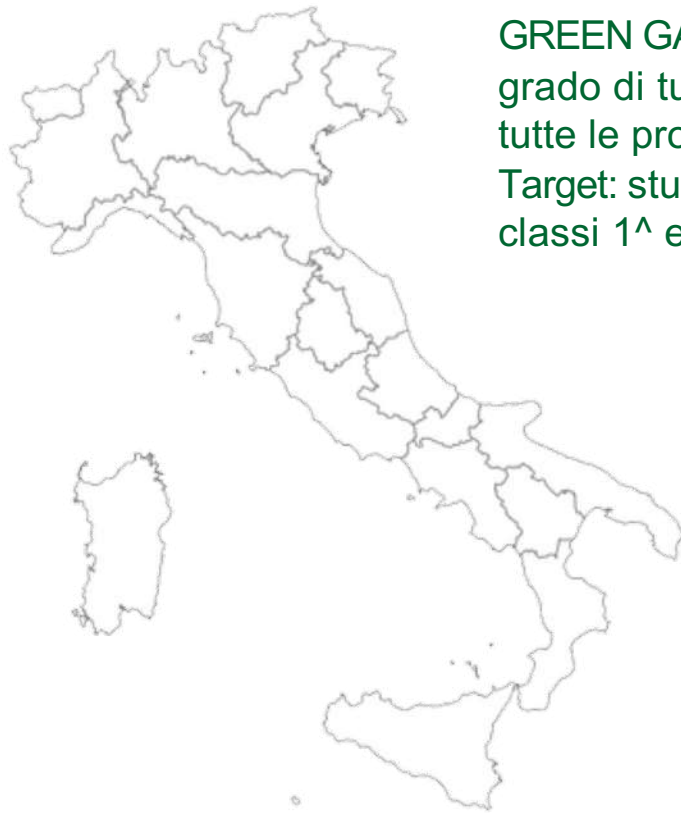 GREEN GA
grado di tu
tutte le pro
Target: stu
classi 1^ e